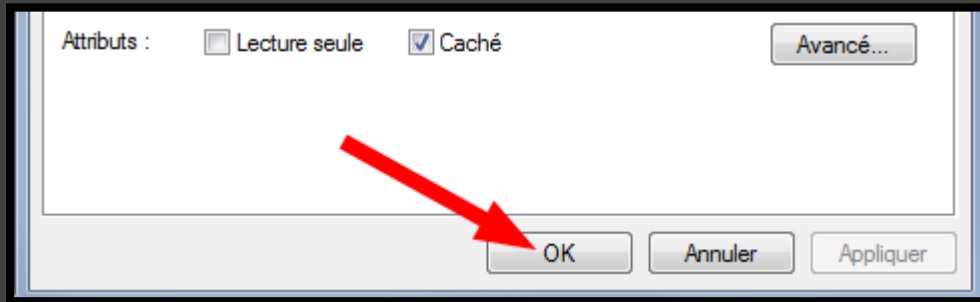 Attributs : Lecture seule Caché Avancé...
OK Annuler Appliquer